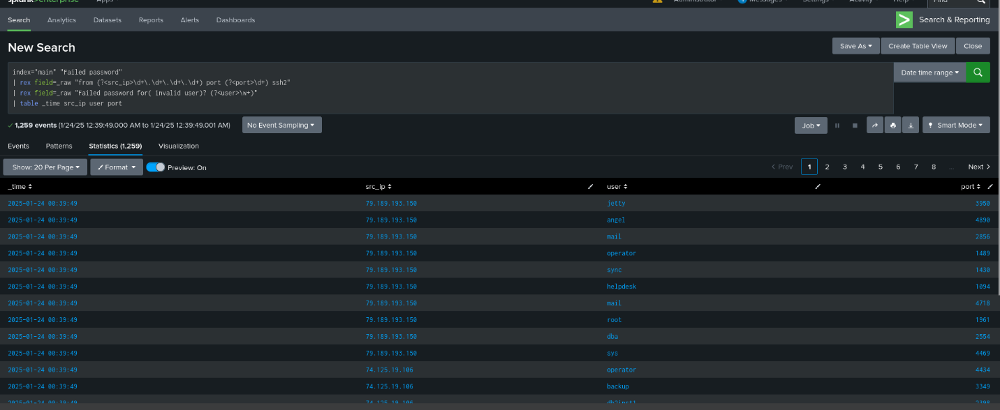 splunk>enterprise Apps Administrator Messages Settings Activity Help Find
Search Analytics Datasets Reports Alerts Dashboards Search & Reporting
New Search Save As Create Table View Close
index="main" "Failed password"
| rex field=_raw "from (?<src_ip>\d+\.\d+\.\d+\.\d+) port (?<port>\d+) ssh2"
| rex field=_raw "Failed password for( invalid user)? (?<user>\w+)"
| table _time src_ip user port
Date time range
1,259 events (1/24/25 12:39:49.000 AM to 1/24/25 12:39:49.001 AM) No Event Sampling Job Smart Mode
Events Patterns Statistics (1,259) Visualization
Show: 20 Per Page Format Preview: On < Prev 1 2 3 4 5 6 7 8 ... Next >
_time src_ip user port
2025-01-24 00:39:49 79.189.193.150 jetty 3950
2025-01-24 00:39:49 79.189.193.150 angel 4890
2025-01-24 00:39:49 79.189.193.150 mail 2856
2025-01-24 00:39:49 79.189.193.150 operator 1489
2025-01-24 00:39:49 79.189.193.150 sync 1430
2025-01-24 00:39:49 79.189.193.150 helpdesk 1094
2025-01-24 00:39:49 79.189.193.150 mail 4718
2025-01-24 00:39:49 79.189.193.150 root 1961
2025-01-24 00:39:49 79.189.193.150 dba 2554
2025-01-24 00:39:49 79.189.193.150 sys 4469
2025-01-24 00:39:49 74.125.19.106 operator 4434
2025-01-24 00:39:49 74.125.19.106 backup 3349
2025-01-24 00:39:49 74.125.19.106